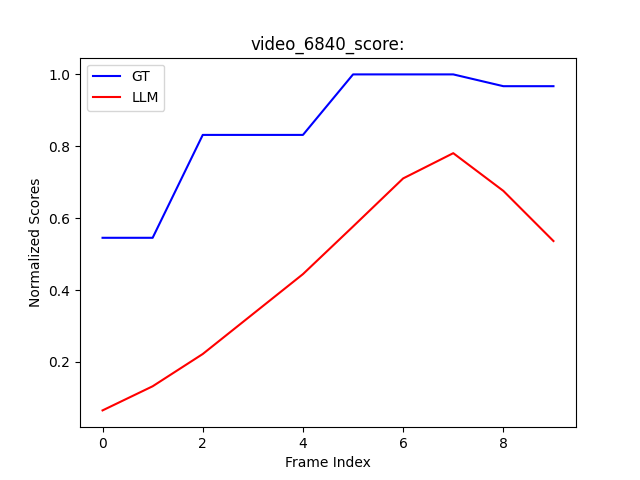 video_6840_score:
GT
LLM
1.0
0.8
0.6
0.4
0.2
Normalized Scores
0 2 4 6 8
Frame Index